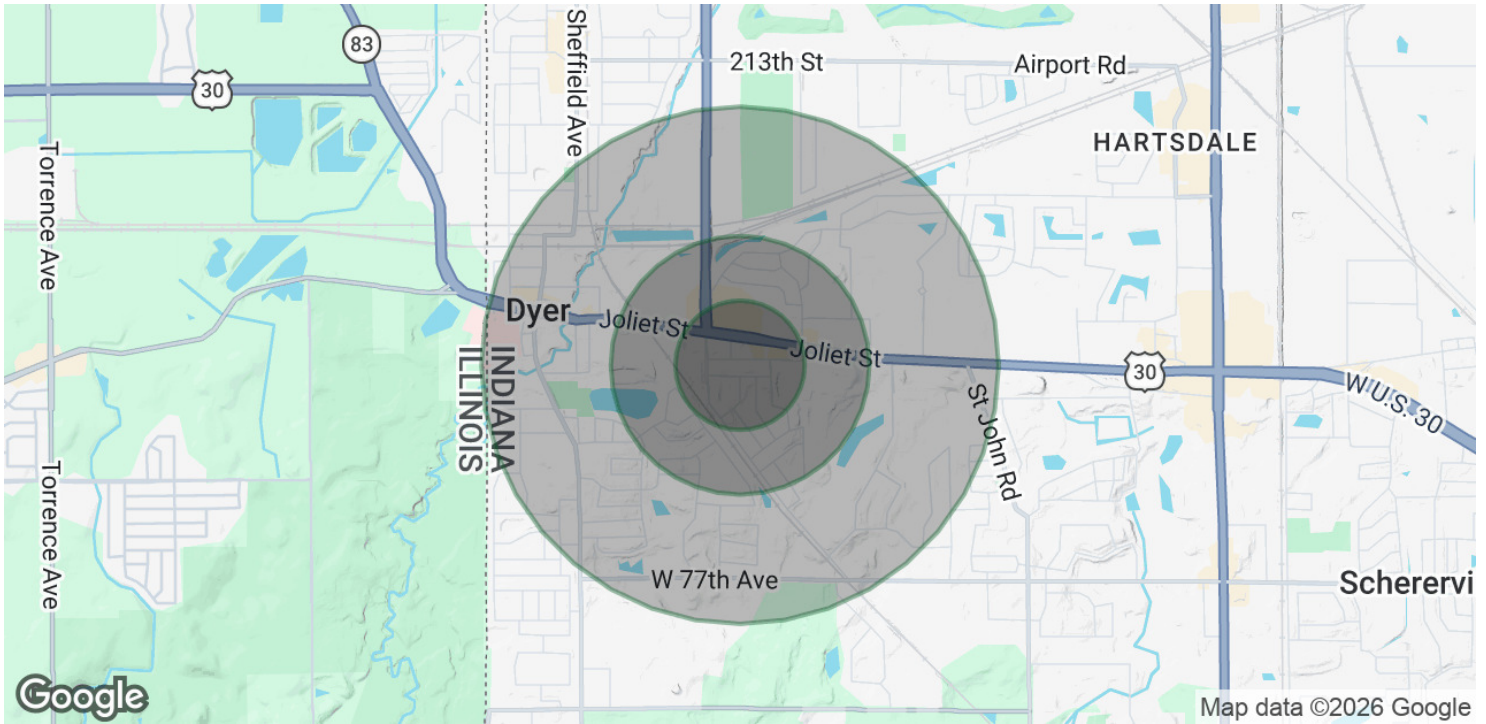 83
Sheffield Ave
213th St
Airport Rd
30
HARTSDALE
Torrence Ave
Dyer
Joliet St
Joliet St
30
INDIANA
ILLINOIS
W U.S. 30
St John Rd
Torrence Ave
W 77th Ave
Scherervi
Google
Map data ©2026 Google